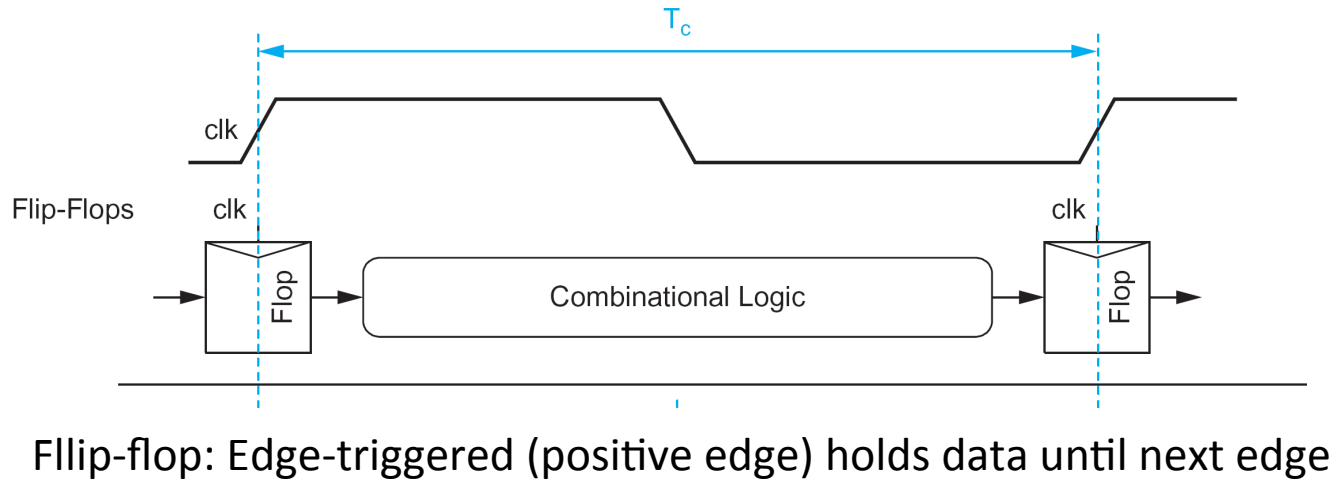 Tc
clk
Flip-Flops clk clk
Flop Combinational Logic Flop
Fllip-flop: Edge-triggered (positive edge) holds data until next edge